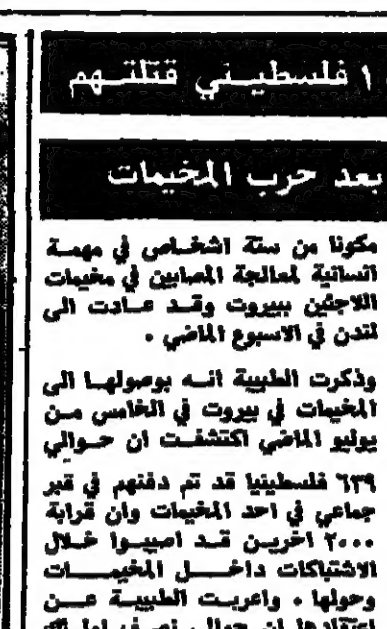 ١ فلسطيني قتلتهم
بعد حرب المخيمات
مكونا من ستة اشخاص في مهمة
انسانية لمعالجة المصابين في مخيمات
اللاجئين ببيروت وقد عادت الى
لندن في الاسبوع الماضي .
وذكرت الطبيبة انه بوصولها الى
المخيمات في بيروت في الخامس من
يوليو الماضي اكتشفت ان حوالي
٦٣٩ فلسطينيا قد تم دفنهم في قبر
جماعي في احد المخيمات وان قرابة
٢٠٠٠ اخرين قد اصيبوا خلال
الاشتباكات داخل المخيمات
وحولها . واعربت الطبيبة عن
اعتقادها ان حوالي